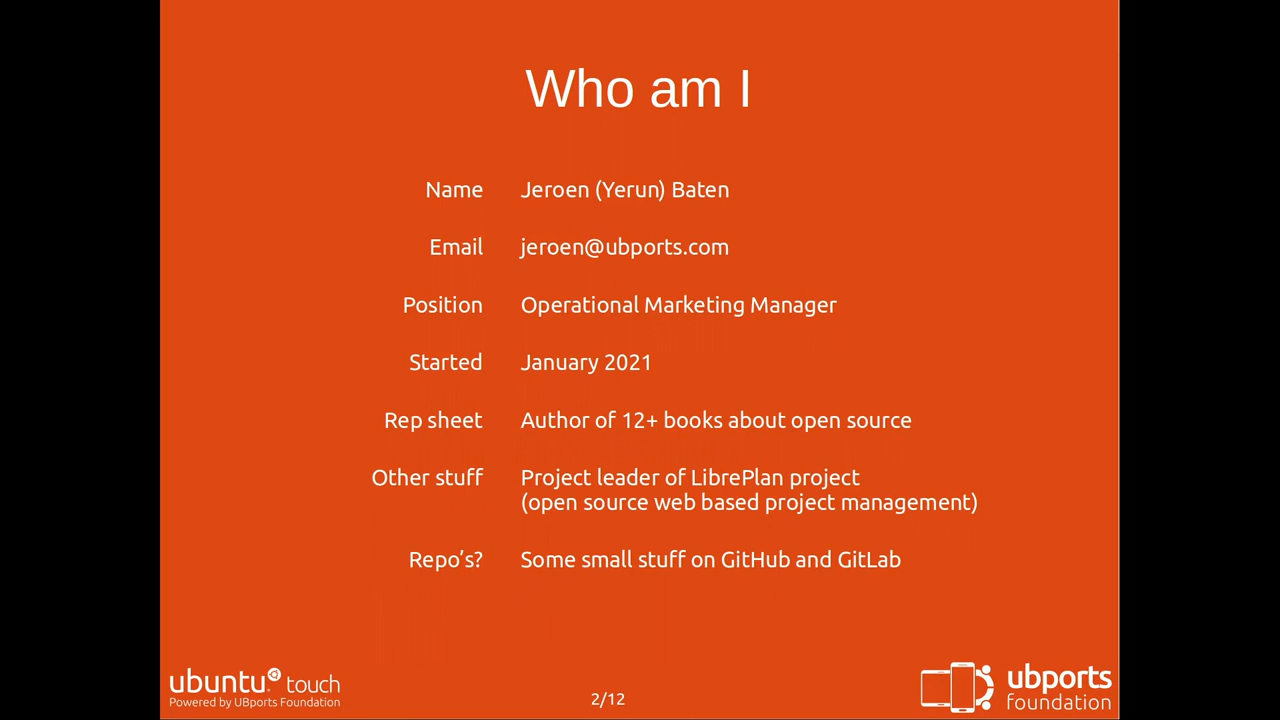 Who am I
Name Jeroen (Yerun) Baten
Email jeroen@ubports.com
Position Operational Marketing Manager
Started January 2021
Rep sheet Author of 12+ books about open source
Other stuff Project leader of LibrePlan project
(open source web based project management)
Repo’s? Some small stuff on GitHub and GitLab
ubuntu touch
Powered by UBports Foundation
2/12
ubports
foundation